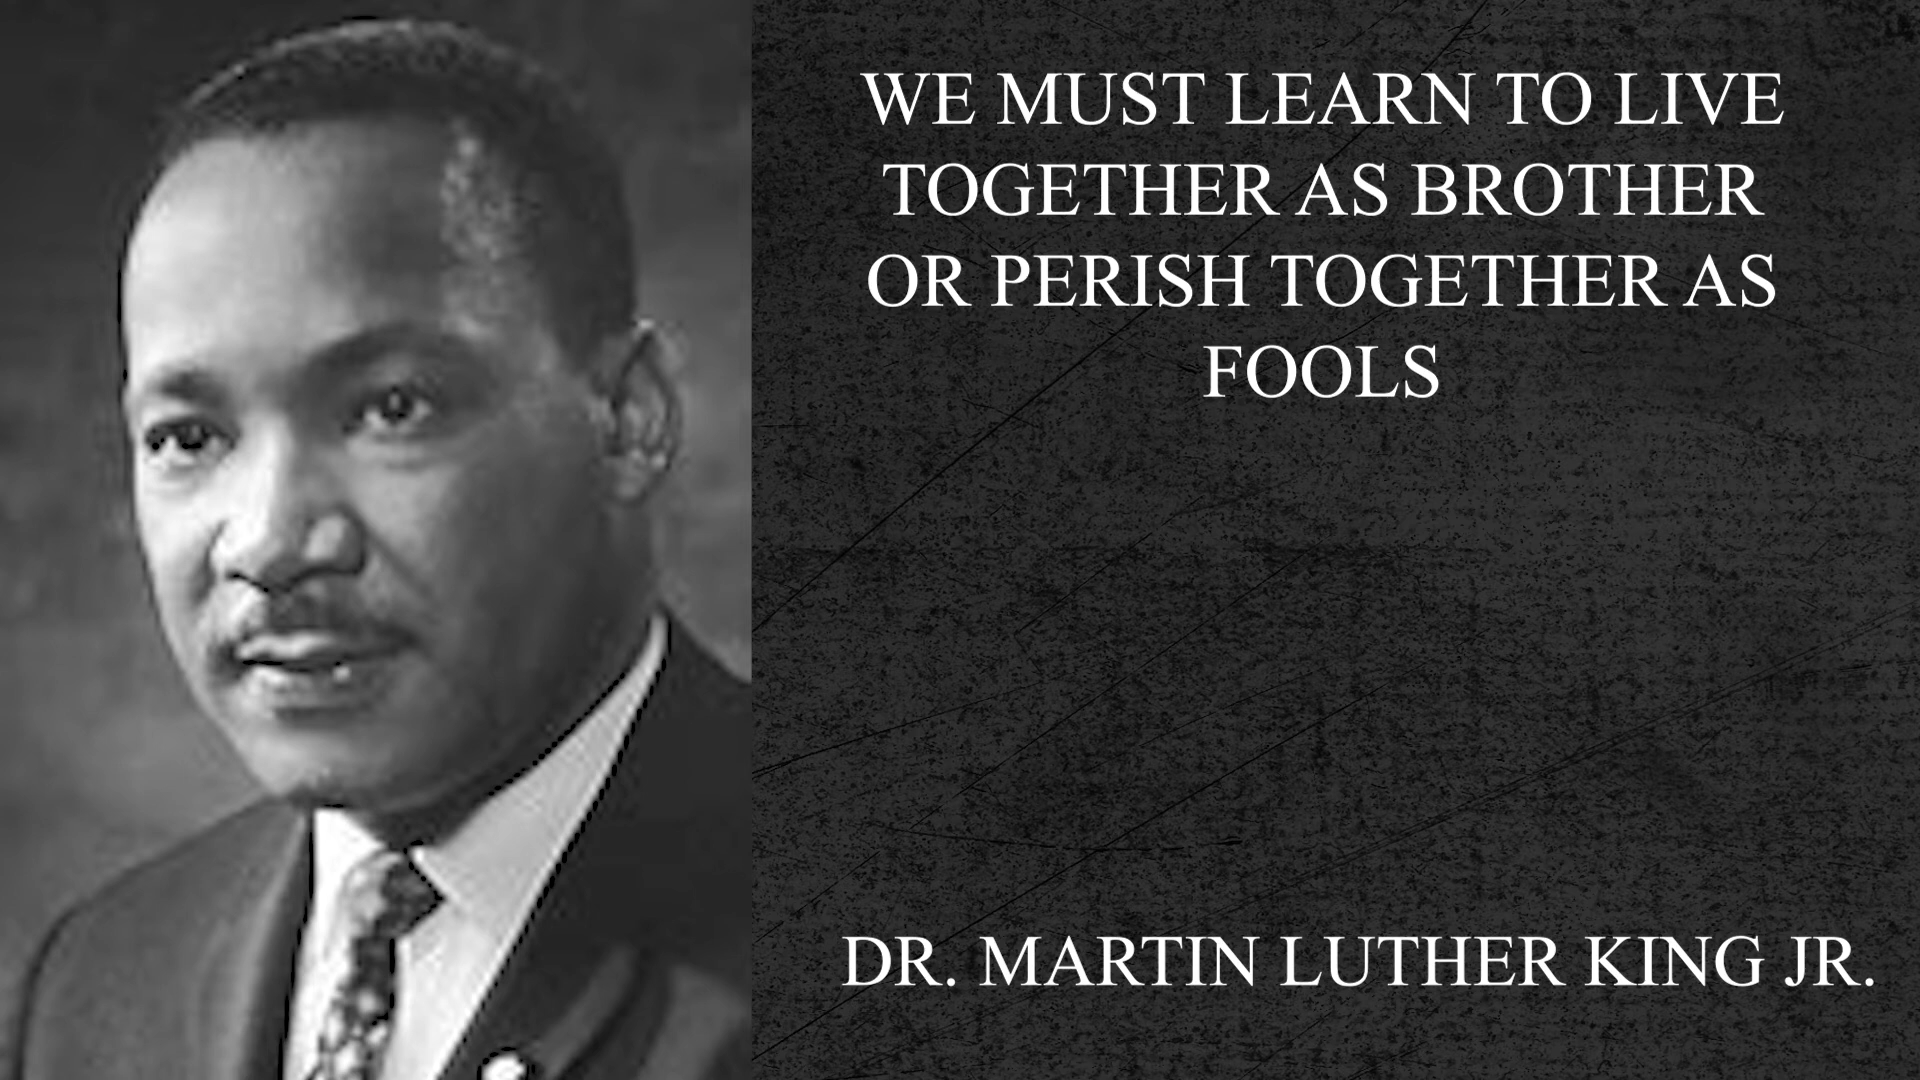 WE MUST LEARN TO LIVE
TOGETHER AS BROTHER
OR PERISH TOGETHER AS
FOOLS
DR. MARTIN LUTHER KING JR.